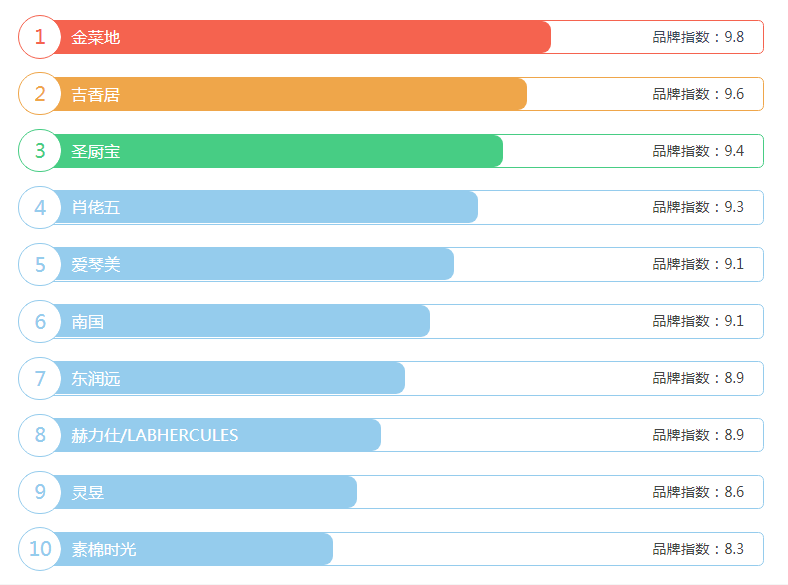 1 金菜地 品牌指数：9.8
2 吉香居 品牌指数：9.6
3 圣厨宝 品牌指数：9.4
4 肖佬五 品牌指数：9.3
5 爱琴美 品牌指数：9.1
6 南国 品牌指数：9.1
7 东润远 品牌指数：8.9
8 赫力仕/LABHERCULES 品牌指数：8.9
9 灵昱 品牌指数：8.6
10 素棉时光 品牌指数：8.3